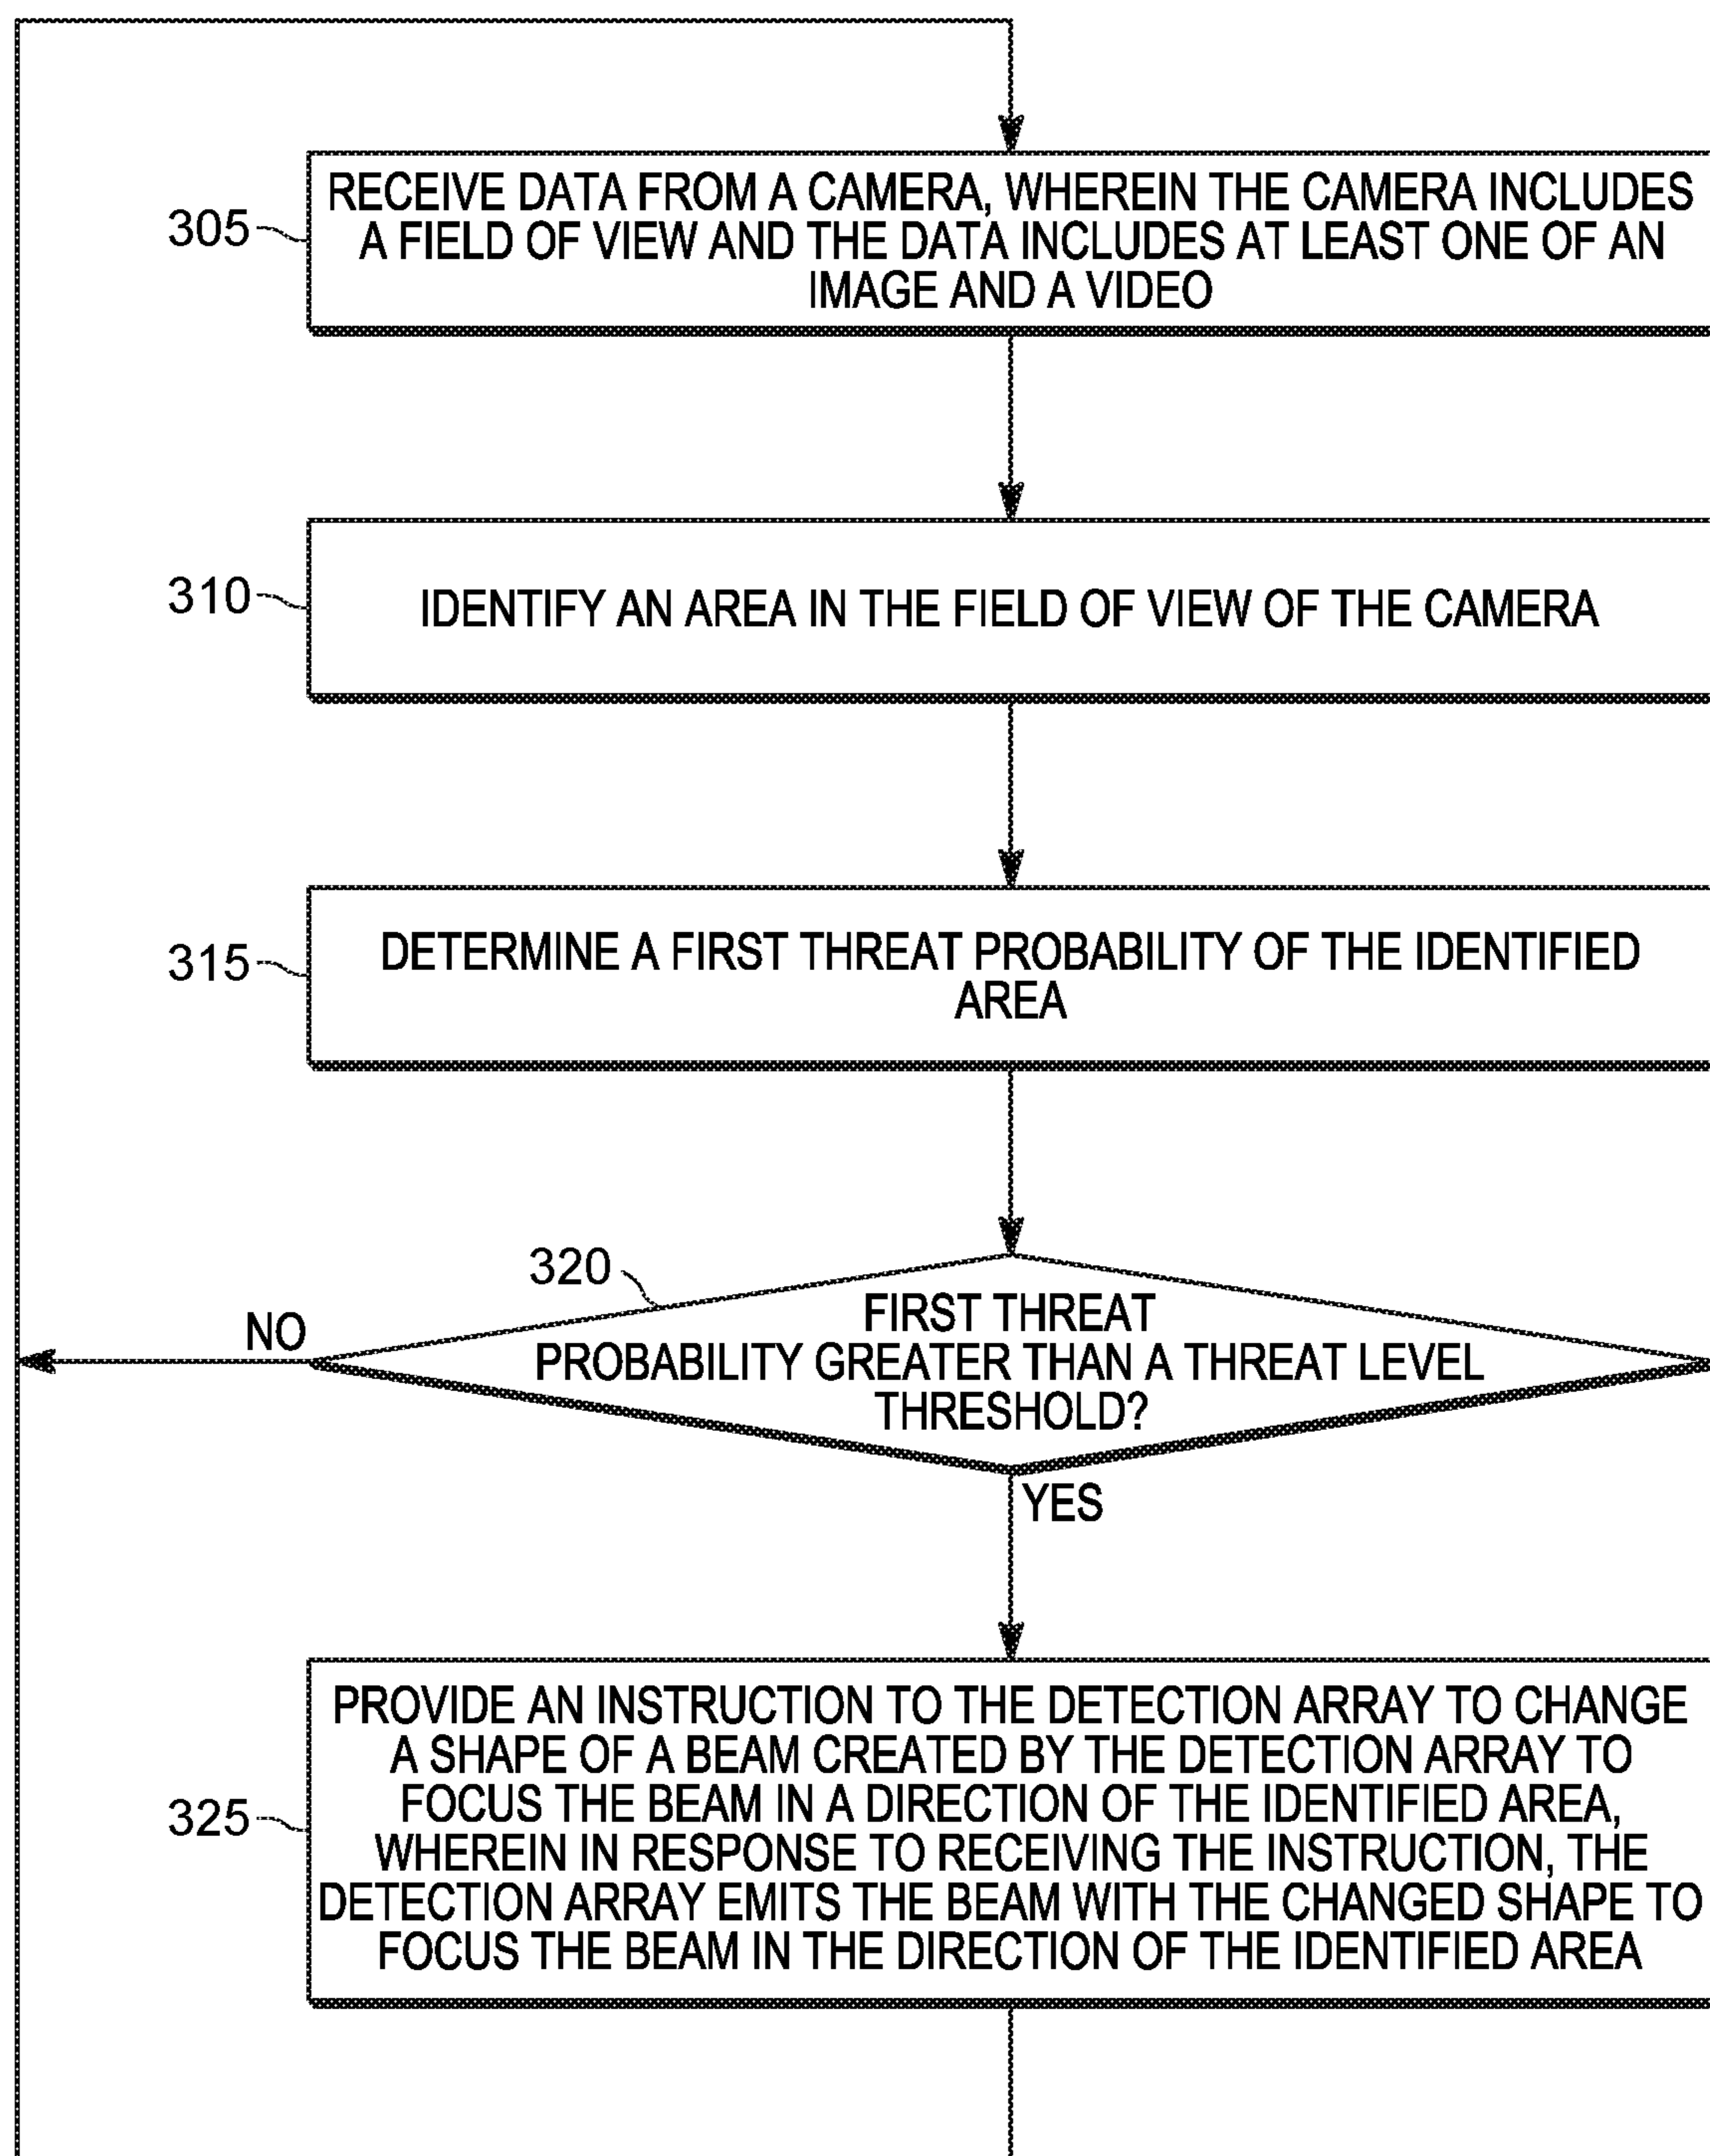 305
RECEIVE DATA FROM A CAMERA, WHEREIN THE CAMERA INCLUDES
A FIELD OF VIEW AND THE DATA INCLUDES AT LEAST ONE OF AN
IMAGE AND A VIDEO
310
IDENTIFY AN AREA IN THE FIELD OF VIEW OF THE CAMERA
315
DETERMINE A FIRST THREAT PROBABILITY OF THE IDENTIFIED
AREA
320
FIRST THREAT
PROBABILITY GREATER THAN A THREAT LEVEL
THRESHOLD?
NO
YES
325
PROVIDE AN INSTRUCTION TO THE DETECTION ARRAY TO CHANGE
A SHAPE OF A BEAM CREATED BY THE DETECTION ARRAY TO
FOCUS THE BEAM IN A DIRECTION OF THE IDENTIFIED AREA,
WHEREIN IN RESPONSE TO RECEIVING THE INSTRUCTION, THE
DETECTION ARRAY EMITS THE BEAM WITH THE CHANGED SHAPE TO
FOCUS THE BEAM IN THE DIRECTION OF THE IDENTIFIED AREA